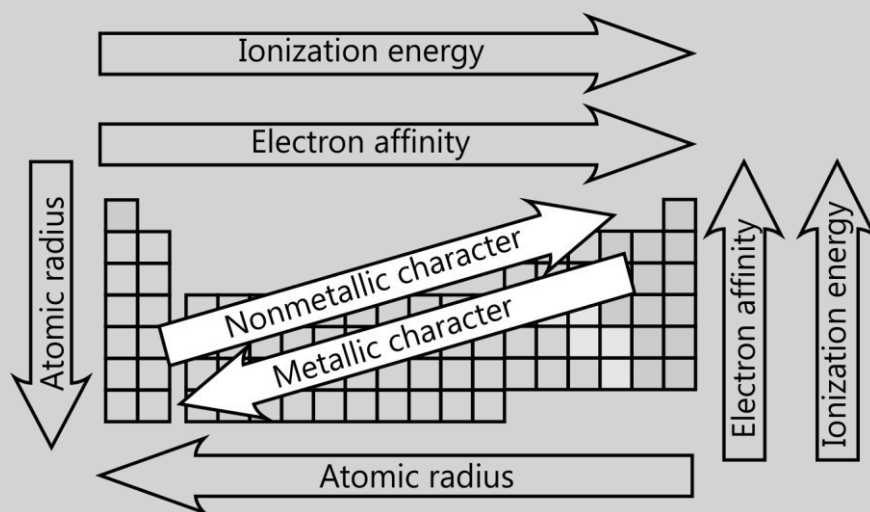 Ionization energy
Electron affinity
Atomic radius
Nonmetallic character
Metallic character
Electron affinity
Ionization energy
Atomic radius